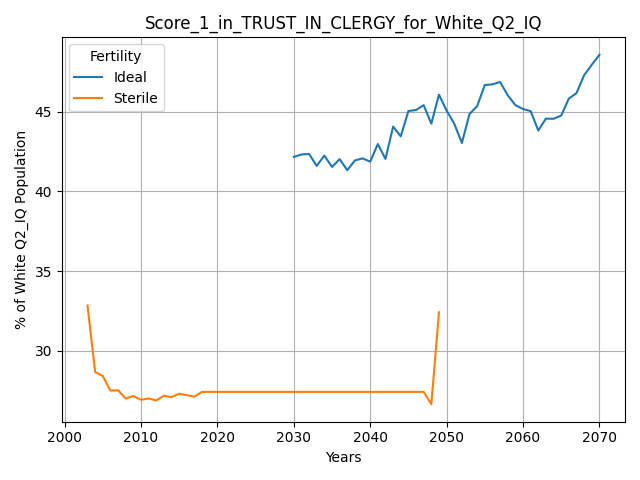 Score_1_in_TRUST_IN_CLERGY_for_White_Q2_IQ
Fertility
Ideal
Sterile
% of White Q2_IQ Population
45
40
35
30
2000 2010 2020 2030 2040 2050 2060 2070
Years